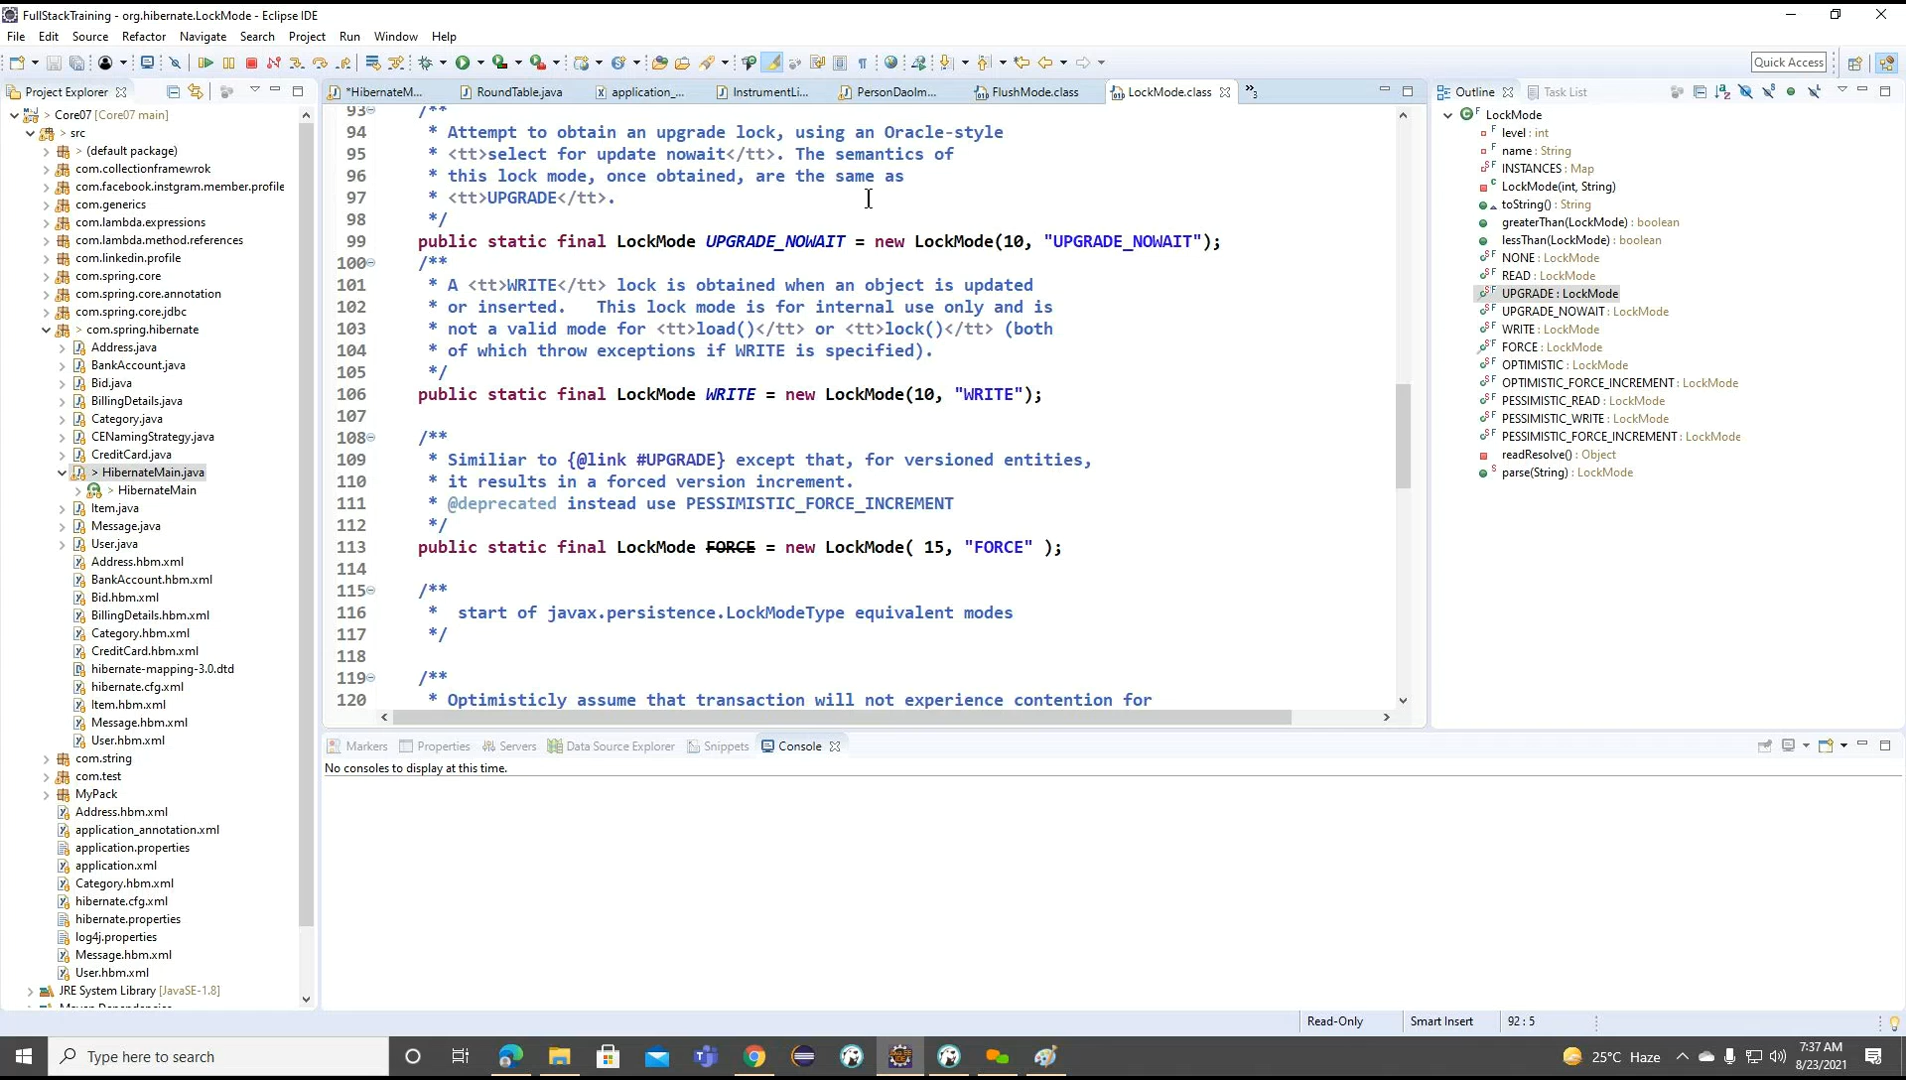 FullStackTraining - org.hibernate.LockMode - Eclipse IDE
File Edit Source Refactor Navigate Search Project Run Window Help
Quick Access
Project Explorer
*HibernateM...
RoundTable.java
application_...
InstrumentLi...
PersonDaoIm...
FlushMode.class
LockMode.class
»3
Outline
Task List
> Core07 [Core07 main]
> src
> (default package)
com.collectionframewrok
com.facebook.instgram.member.profile
com.generics
com.lambda.expressions
com.lambda.method.references
com.linkedin.profile
com.spring.core
com.spring.core.annotation
com.spring.core.jdbc
> com.spring.hibernate
Address.java
BankAccount.java
Bid.java
BillingDetails.java
Category.java
CENamingStrategy.java
CreditCard.java
> HibernateMain.java
> HibernateMain
Item.java
Message.java
User.java
Address.hbm.xml
BankAccount.hbm.xml
Bid.hbm.xml
BillingDetails.hbm.xml
Category.hbm.xml
CreditCard.hbm.xml
hibernate-mapping-3.0.dtd
hibernate.cfg.xml
Item.hbm.xml
Message.hbm.xml
User.hbm.xml
com.string
com.test
MyPack
Address.hbm.xml
application_annotation.xml
application.properties
application.xml
Category.hbm.xml
hibernate.cfg.xml
hibernate.properties
log4j.properties
Message.hbm.xml
User.hbm.xml
JRE System Library [JavaSE-1.8]
93 /**
94 * Attempt to obtain an upgrade lock, using an Oracle-style
95 * <tt>select for update nowait</tt>. The semantics of
96 * this lock mode, once obtained, are the same as
97 * <tt>UPGRADE</tt>.
98 */
99 public static final LockMode UPGRADE_NOWAIT = new LockMode(10, "UPGRADE_NOWAIT");
100 /**
101 * A <tt>WRITE</tt> lock is obtained when an object is updated
102 * or inserted.   This lock mode is for internal use only and is
103 * not a valid mode for <tt>load()</tt> or <tt>lock()</tt> (both
104 * of which throw exceptions if WRITE is specified).
105 */
106 public static final LockMode WRITE = new LockMode(10, "WRITE");
107
108 /**
109 * Similiar to {@link #UPGRADE} except that, for versioned entities,
110 * it results in a forced version increment.
111 * @deprecated instead use PESSIMISTIC_FORCE_INCREMENT
112 */
113 public static final LockMode FORCE = new LockMode( 15, "FORCE" );
114
115 /**
116 *  start of javax.persistence.LockModeType equivalent modes
117 */
118
119 /**
120 * Optimisticly assume that transaction will not experience contention for
LockMode
level : int
name : String
INSTANCES : Map
LockMode(int, String)
toString() : String
greaterThan(LockMode) : boolean
lessThan(LockMode) : boolean
NONE : LockMode
READ : LockMode
UPGRADE : LockMode
UPGRADE_NOWAIT : LockMode
WRITE : LockMode
FORCE : LockMode
OPTIMISTIC : LockMode
OPTIMISTIC_FORCE_INCREMENT : LockMode
PESSIMISTIC_READ : LockMode
PESSIMISTIC_WRITE : LockMode
PESSIMISTIC_FORCE_INCREMENT : LockMode
readResolve() : Object
parse(String) : LockMode
Markers
Properties
Servers
Data Source Explorer
Snippets
Console
No consoles to display at this time.
Read-Only
Smart Insert
92 : 5
Type here to search
25°C Haze
7:37 AM
8/23/2021